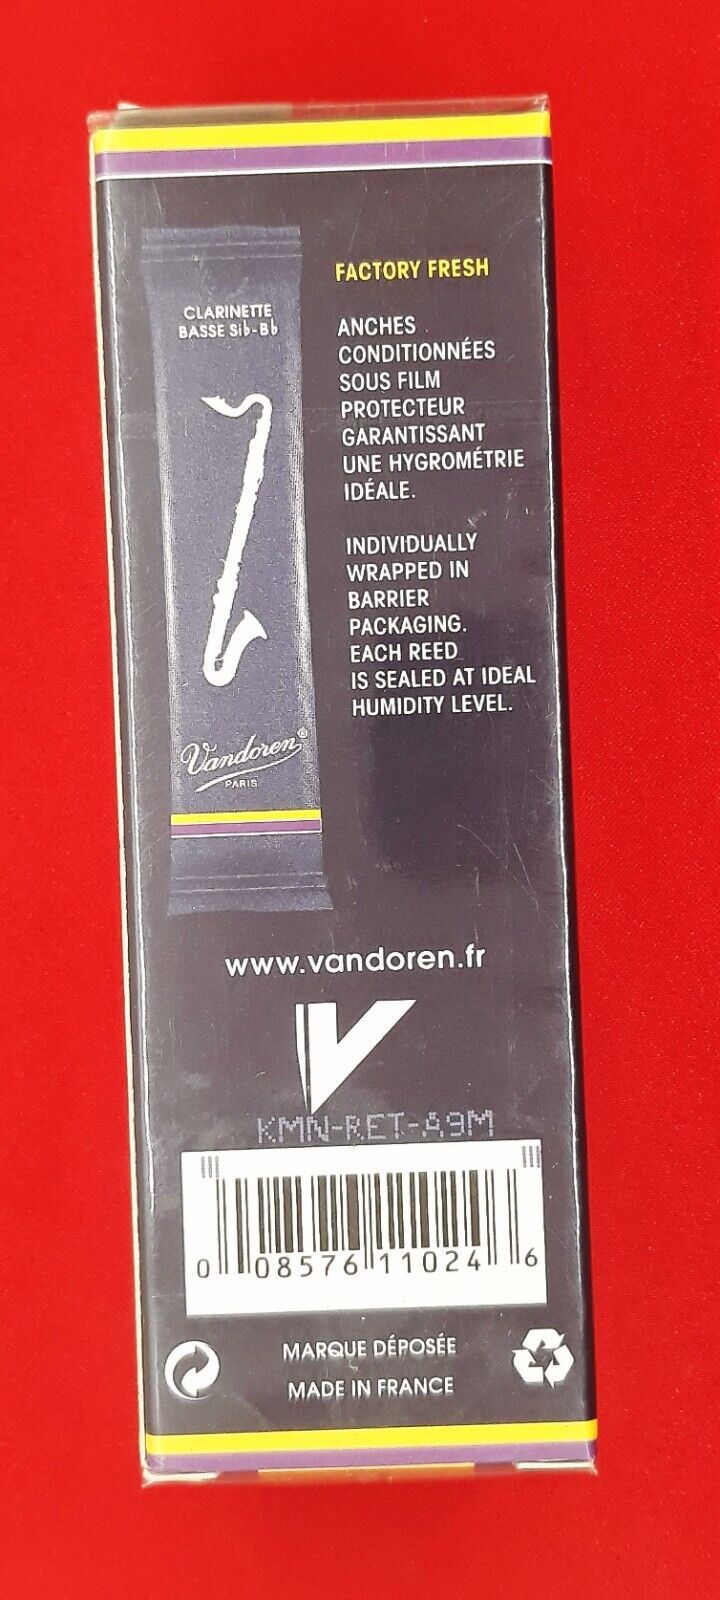 CLARINETTE
BASSE Sib-Bb
Vandoren®
PARIS
FACTORY FRESH
ANCHES
CONDITIONNÉES
SOUS FILM
PROTECTEUR
GARANTISSANT
UNE HYGROMÉTRIE
IDÉALE.
INDIVIDUALLY
WRAPPED IN
BARRIER
PACKAGING.
EACH REED
IS SEALED AT IDEAL
HUMIDITY LEVEL.
www.vandoren.fr
V
KMN-RET-A9M
0 08576 11024 6
MARQUE DÉPOSÉE
MADE IN FRANCE